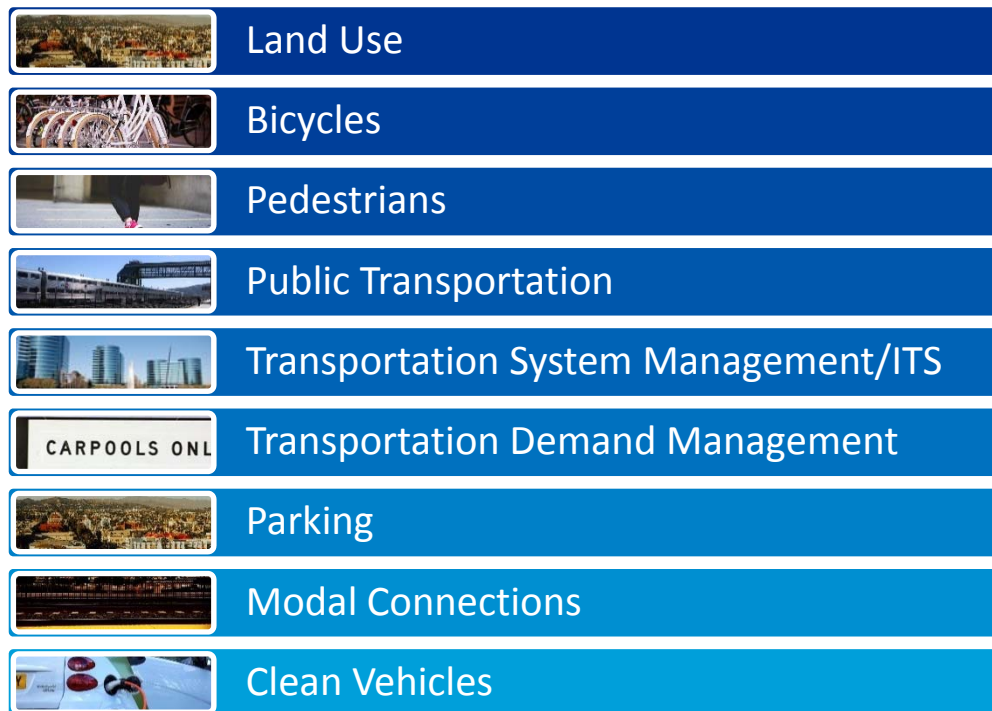 Land Use
Bicycles
Pedestrians
Public Transportation
Transportation System Management/ITS
CARPOOLS ONL
Transportation Demand Management
Parking
Modal Connections
Clean Vehicles